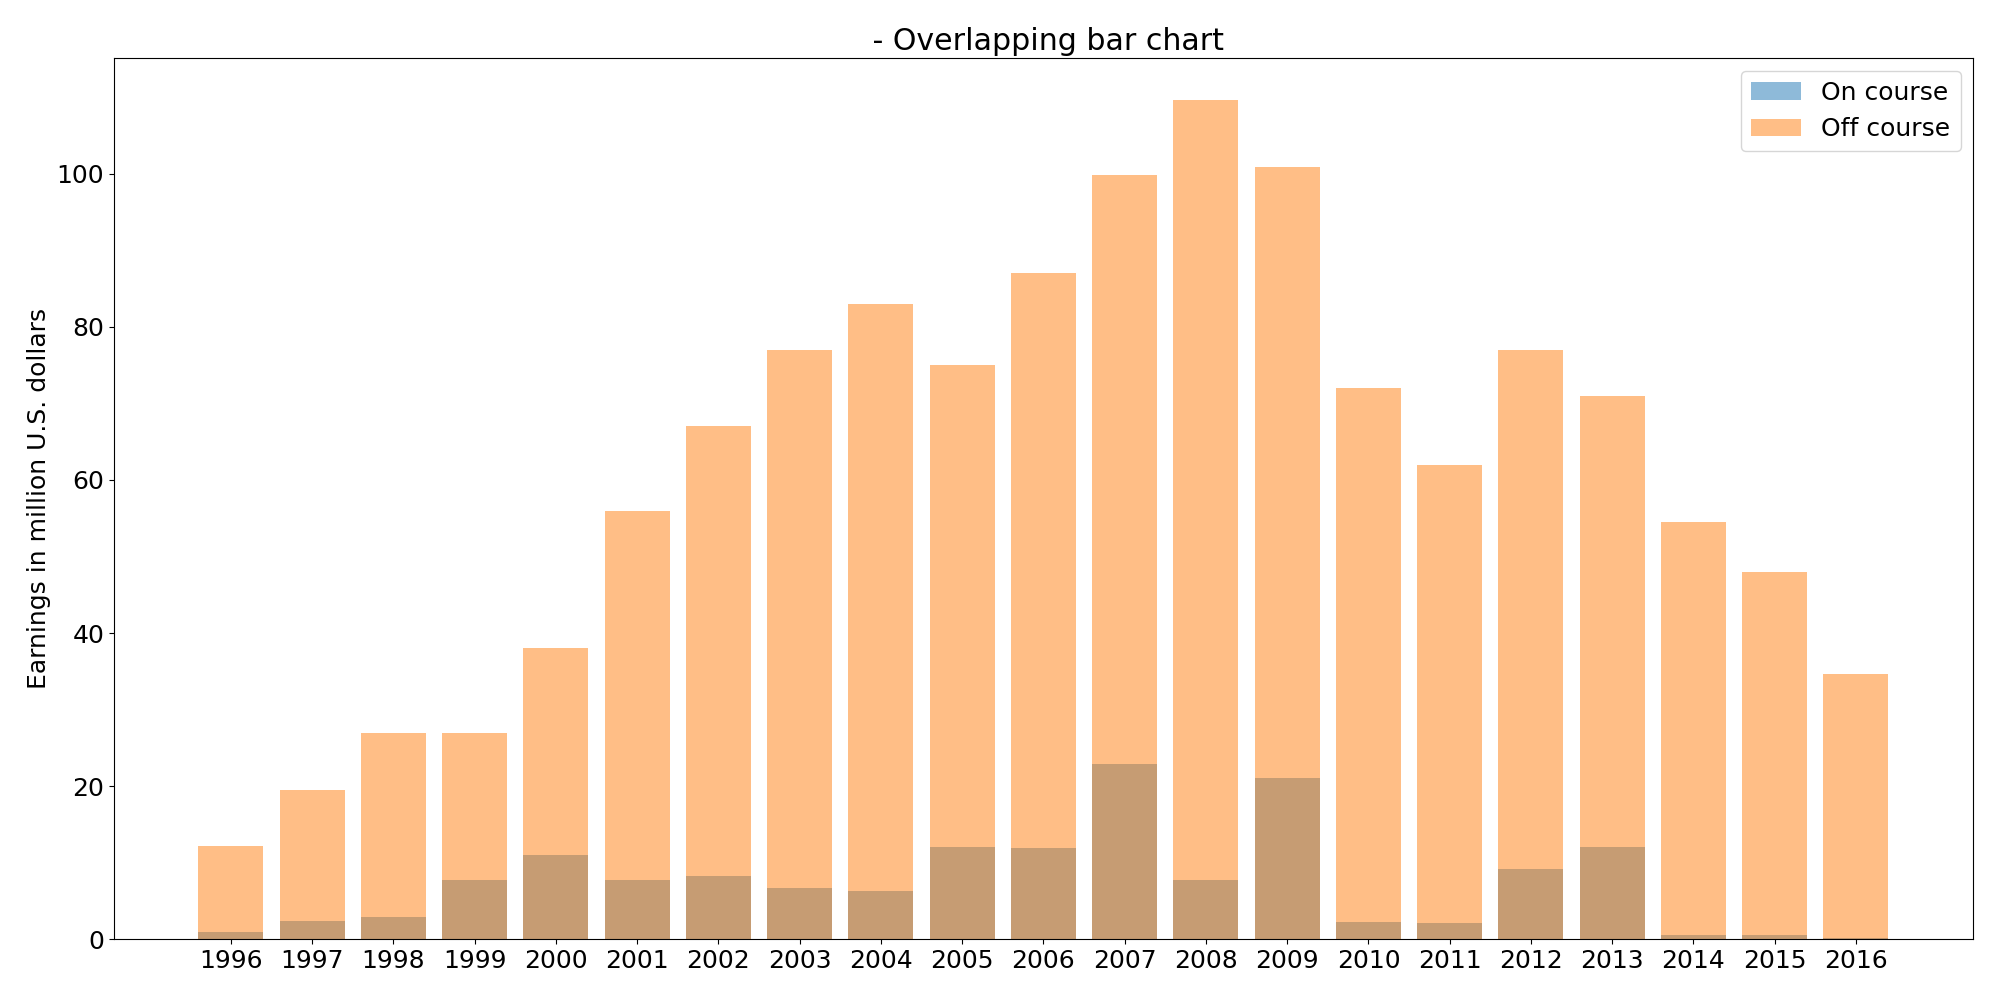 - Overlapping bar chart
On course
Off course
Earnings in million U.S. dollars
100
80
60
40
20
0
1996 1997 1998 1999 2000 2001 2002 2003 2004 2005 2006 2007 2008 2009 2010 2011 2012 2013 2014 2015 2016